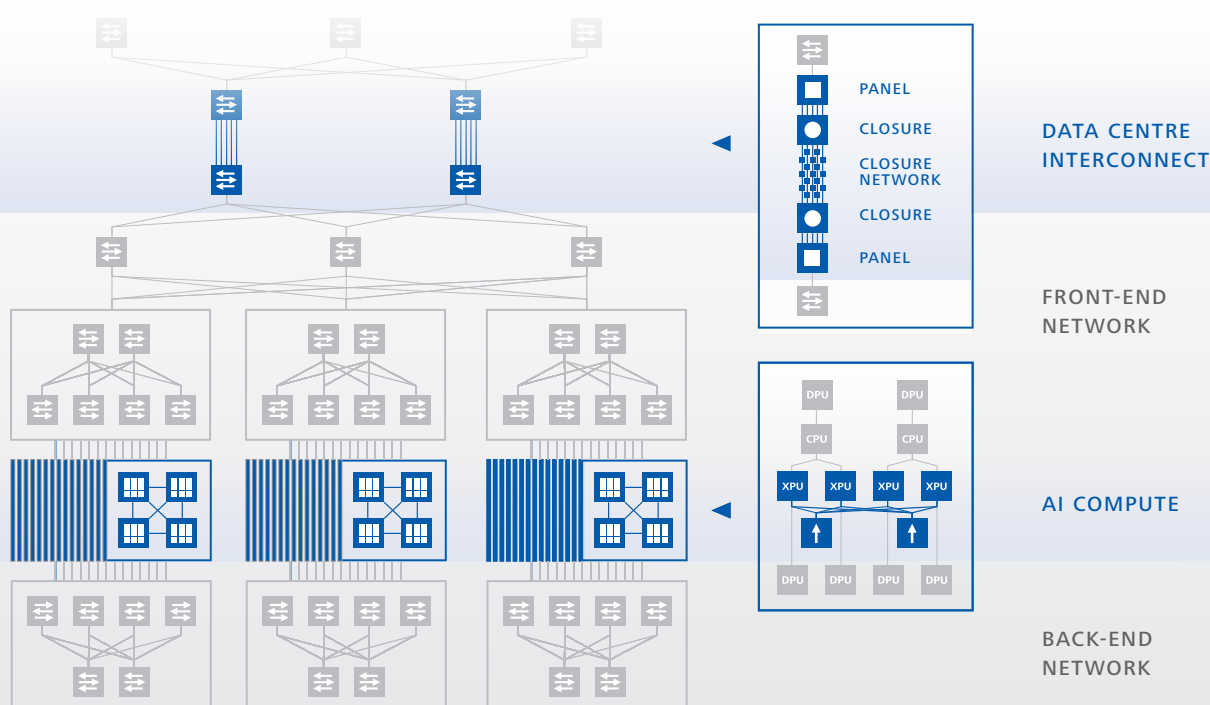 PANEL
CLOSURE
CLOSURE
NETWORK
CLOSURE
PANEL
DATA CENTRE
INTERCONNECT
FRONT-END
NETWORK
DPU DPU
CPU CPU
XPU XPU XPU XPU
DPU DPU DPU DPU
AI COMPUTE
BACK-END
NETWORK